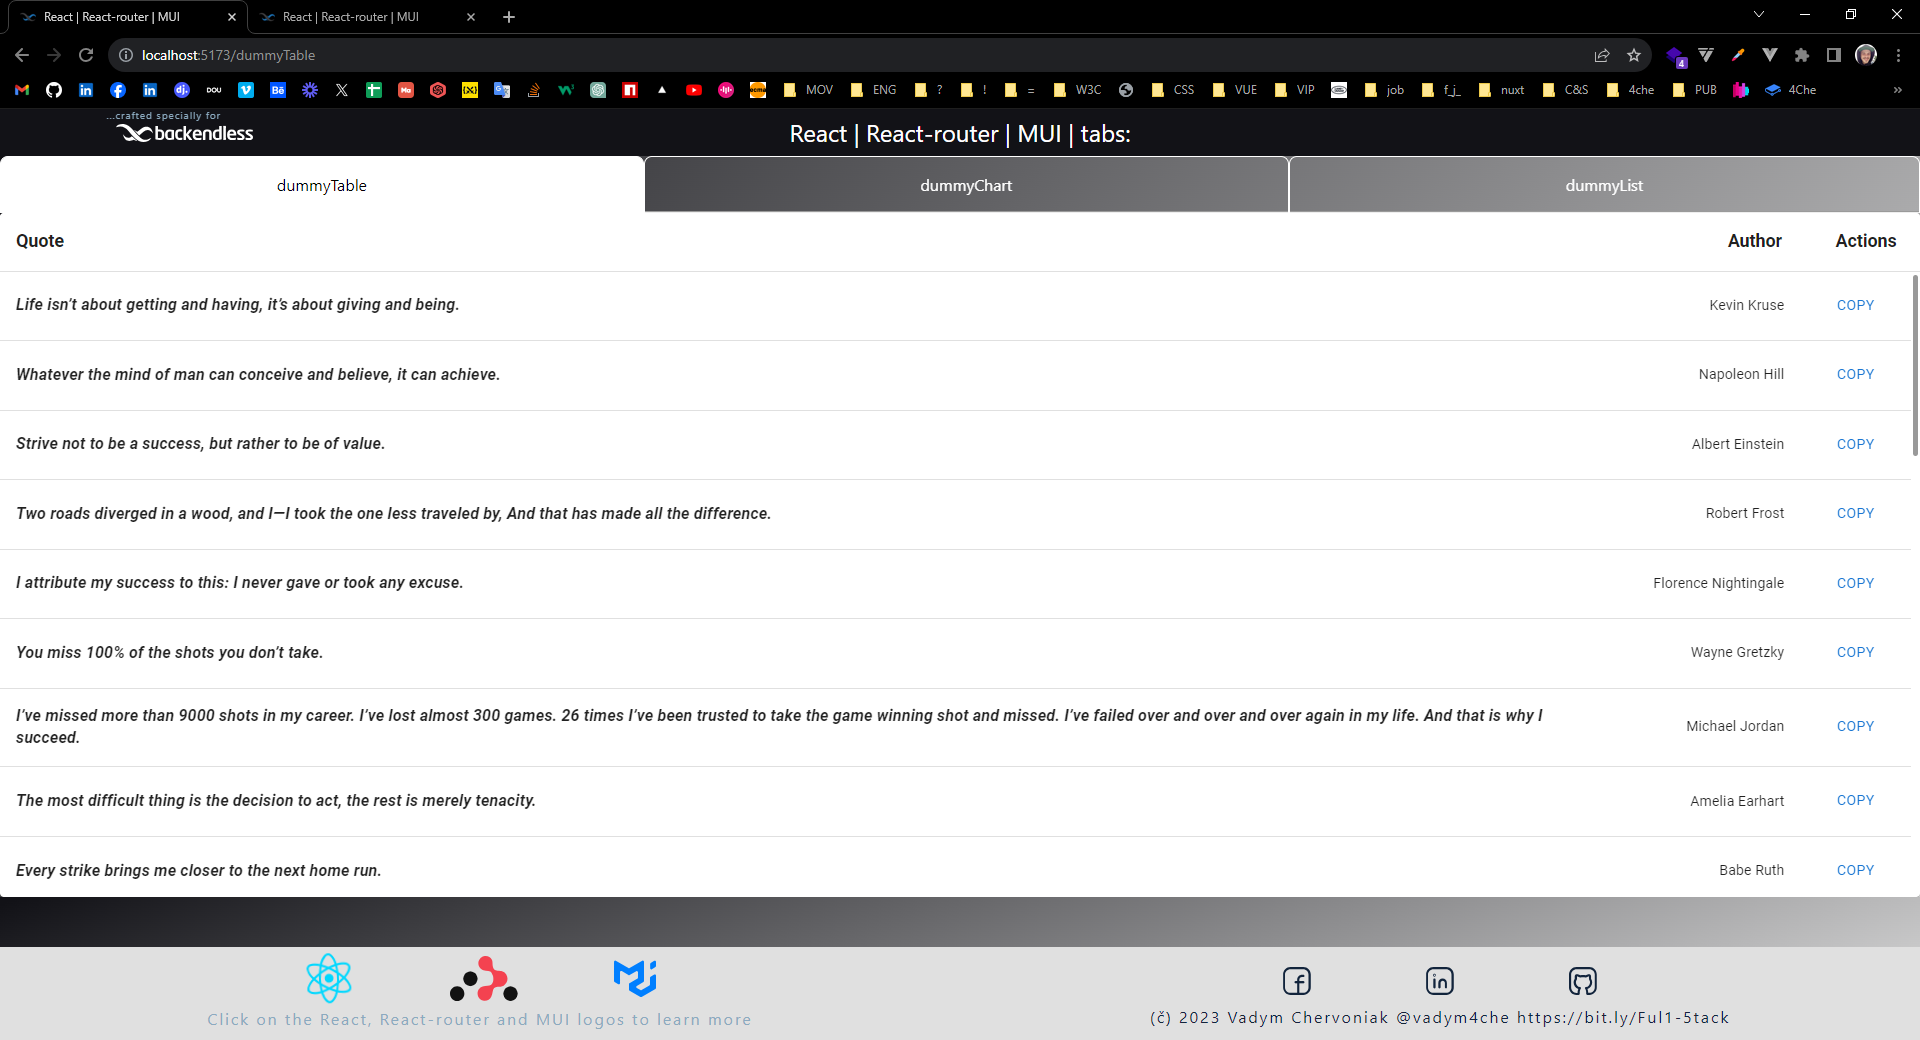 React | React-router | MUI
React | React-router | MUI
localhost:5173/dummyTable
4
DOU
Bē
MOV
ENG
?
!
=
W3C
CSS
VUE
VIP
job
f_j_
nuxt
C&S
4che
PUB
4Che
...crafted specially for
backendless
React | React-router | MUI | tabs:
dummyTable
dummyChart
dummyList
Quote Author Actions
Life isn't about getting and having, it's about giving and being. Kevin Kruse COPY
Whatever the mind of man can conceive and believe, it can achieve. Napoleon Hill COPY
Strive not to be a success, but rather to be of value. Albert Einstein COPY
Two roads diverged in a wood, and I—I took the one less traveled by, And that has made all the difference. Robert Frost COPY
I attribute my success to this: I never gave or took any excuse. Florence Nightingale COPY
You miss 100% of the shots you don't take. Wayne Gretzky COPY
I've missed more than 9000 shots in my career. I've lost almost 300 games. 26 times I've been trusted to take the game winning shot and missed. I've failed over and over and over again in my life. And that is why I
succeed. Michael Jordan COPY
The most difficult thing is the decision to act, the rest is merely tenacity. Amelia Earhart COPY
Every strike brings me closer to the next home run. Babe Ruth COPY
Click on the React, React-router and MUI logos to learn more
(č) 2023 Vadym Chervoniak @vadym4che https://bit.ly/Ful1-5tack